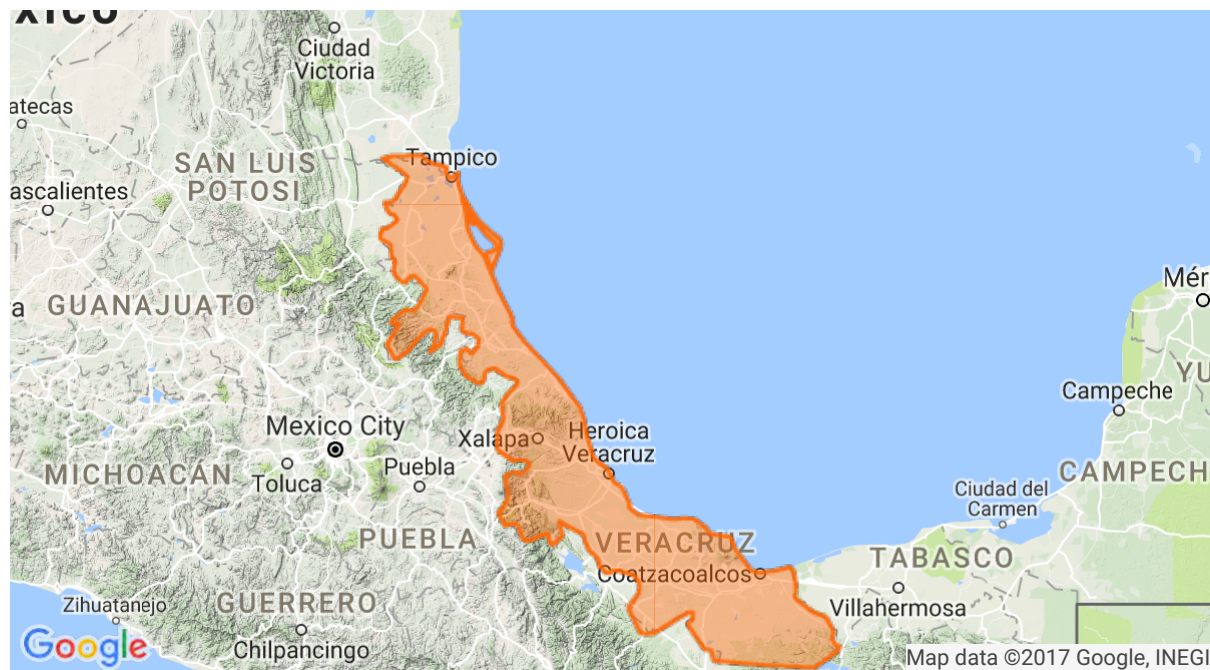 Ciudad
Victoria
atecas
Tampico
SAN LUIS
POTOSI
ascalientes
Mér
GUANAJUATO
a
YU
Campeche
Mexico City
Xalapa
Heroica
Veracruz
Puebla
MICHOACÁN
Toluca
CAMPECH
Ciudad del
Carmen
PUEBLA
VERACRUZ
TABASCO
Coatzacoalcos
Zihuatanejo
GUERRERO
Villahermosa
Chilpancingo
Google
Map data ©2017 Google, INEGI